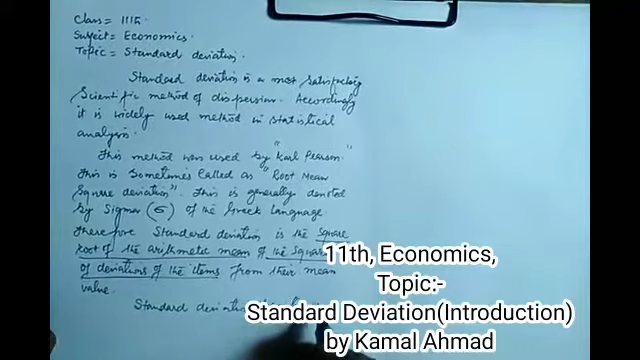 Class = 11th.
Subject = Economics.
Topic = Standard deviation.
Standard deviation is a most satisfactory
Scientific method of dispersion. Accordingly
it is widely used method in statistical
analysis.
This method was used by "Karl Pearson."
This is Sometimes Called as "Root Mean
Square deviation". This is generally denoted
by Sigma (σ) of the Greek Language.
Therefore Standard deviation is the Square
root of the arithmetic mean of the Square
of deviations of the items from their mean
value.
Standard deviation
11th, Economics,
Topic:-
Standard Deviation(Introduction)
by Kamal Ahmad